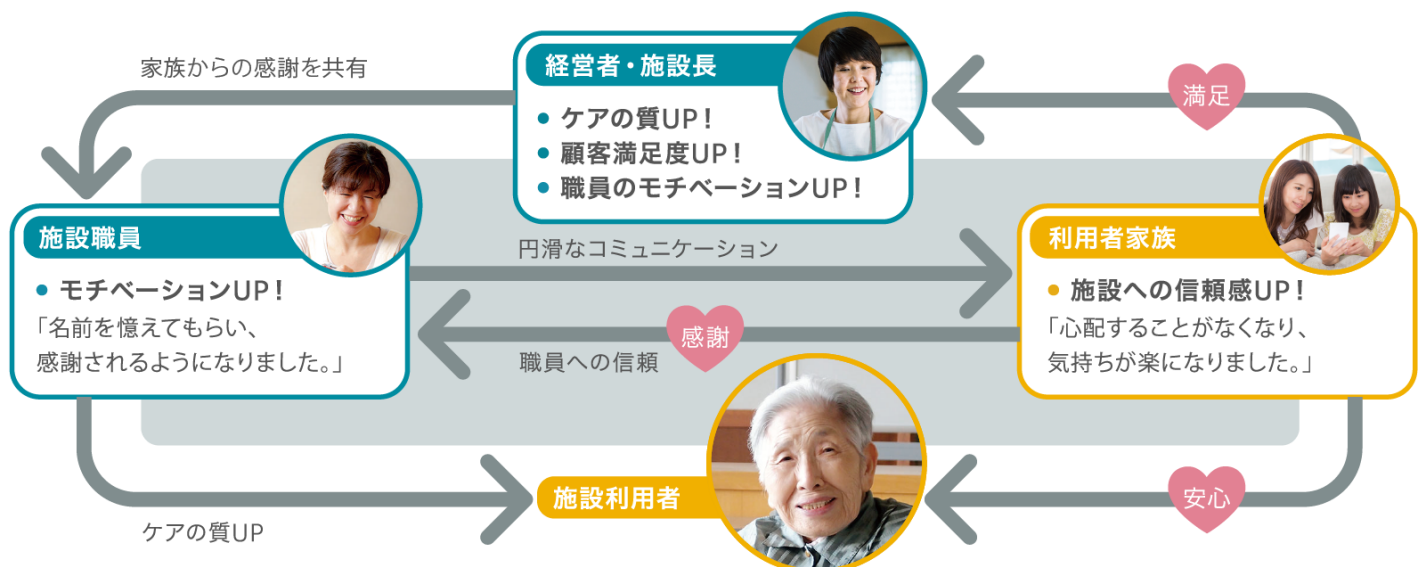 家族からの感謝を共有
経営者・施設長
• ケアの質UP！
• 顧客満足度UP！
• 職員のモチベーションUP！
満足
施設職員
• モチベーションUP！
「名前を憶えてもらい、
感謝されるようになりました。」
円滑なコミュニケーション
感謝
職員への信頼
利用者家族
• 施設への信頼感UP！
「心配することがなくなり、
気持ちが楽になりました。」
ケアの質UP
施設利用者
安心